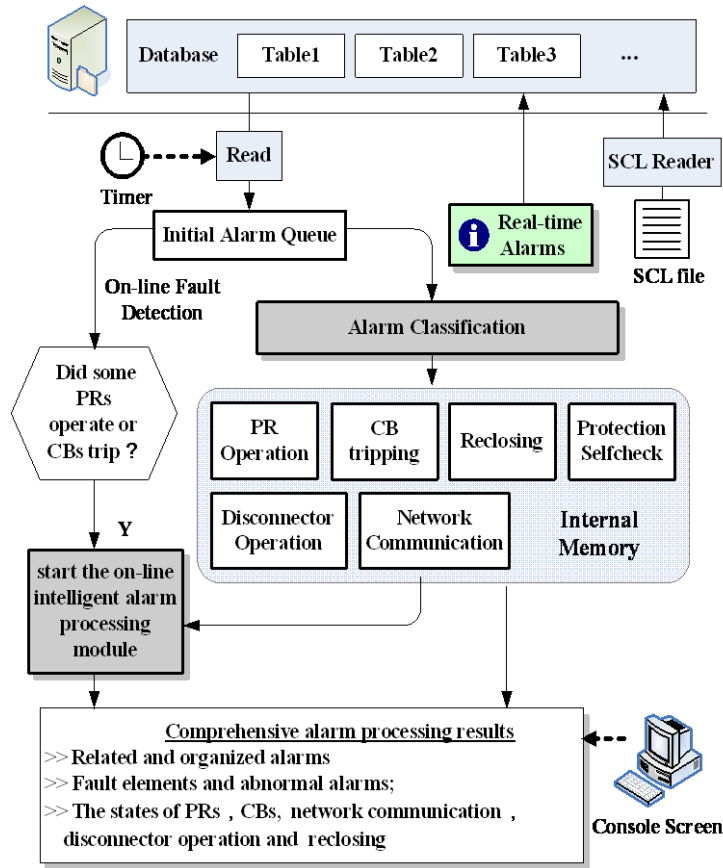 Database
Table1
Table2
Table3
...
Timer
Read
SCL Reader
Initial Alarm Queue
Real-time
Alarms
SCL file
On-line Fault
Detection
Alarm Classification
Did some
PRs
operate or
CBs trip ?
PR
Operation
CB
tripping
Reclosing
Protection
Selfcheck
Disconnector
Operation
Network
Communication
Internal
Memory
Y
start the on-line
intelligent alarm
processing
module
Comprehensive alarm processing results
>> Related and organized alarms
>> Fault elements and abnormal alarms;
>> The states of PRs , CBs, network communication ,
disconnector operation and reclosing
Console Screen